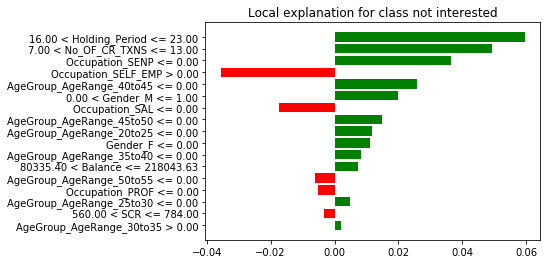 Local explanation for class not interested
16.00 < Holding_Period <= 23.00
7.00 < No_OF_CR_TXNS <= 13.00
Occupation_SENP <= 0.00
Occupation_SELF_EMP > 0.00
AgeGroup_AgeRange_40to45 <= 0.00
0.00 < Gender_M <= 1.00
Occupation_SAL <= 0.00
AgeGroup_AgeRange_45to50 <= 0.00
AgeGroup_AgeRange_20to25 <= 0.00
Gender_F <= 0.00
AgeGroup_AgeRange_35to40 <= 0.00
80335.40 < Balance <= 218043.63
AgeGroup_AgeRange_50to55 <= 0.00
Occupation_PROF <= 0.00
AgeGroup_AgeRange_25to30 <= 0.00
560.00 < SCR <= 784.00
AgeGroup_AgeRange_30to35 > 0.00
−0.04 −0.02 0.00 0.02 0.04 0.06